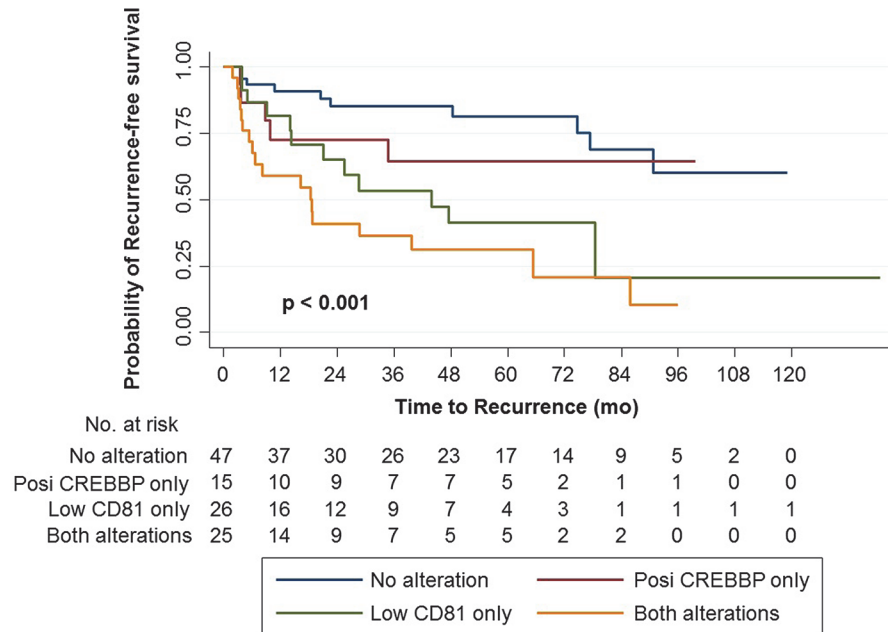 Probability of Recurrence-free survival
1.00
0.75
0.50
0.25
0.00
p < 0.001
0 12 24 36 48 60 72 84 96 108 120
Time to Recurrence (mo)
No. at risk
No alteration 47 37 30 26 23 17 14 9 5 2 0
Posi CREBBP only 15 10 9 7 7 5 2 1 1 0 0
Low CD81 only 26 16 12 9 7 4 3 1 1 1 1
Both alterations 25 14 9 7 5 5 2 2 0 0 0
No alteration Posi CREBBP only
Low CD81 only Both alterations